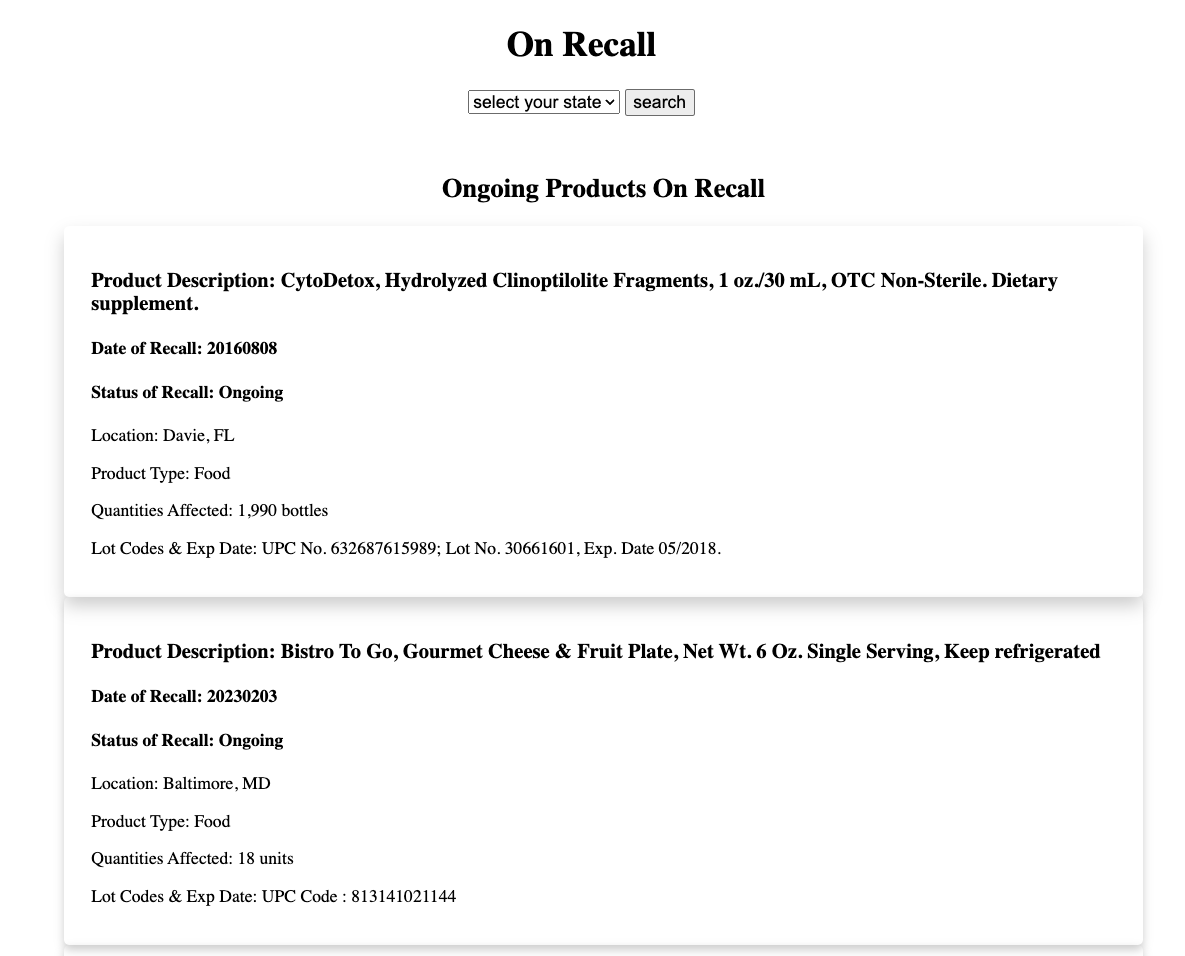 On Recall
select your state search
Ongoing Products On Recall
Product Description: CytoDetox, Hydrolyzed Clinoptilolite Fragments, 1 oz./30 mL, OTC Non-Sterile. Dietary
supplement.
Date of Recall: 20160808
Status of Recall: Ongoing
Location: Davie, FL
Product Type: Food
Quantities Affected: 1,990 bottles
Lot Codes & Exp Date: UPC No. 632687615989; Lot No. 30661601, Exp. Date 05/2018.
Product Description: Bistro To Go, Gourmet Cheese & Fruit Plate, Net Wt. 6 Oz. Single Serving, Keep refrigerated
Date of Recall: 20230203
Status of Recall: Ongoing
Location: Baltimore, MD
Product Type: Food
Quantities Affected: 18 units
Lot Codes & Exp Date: UPC Code : 813141021144